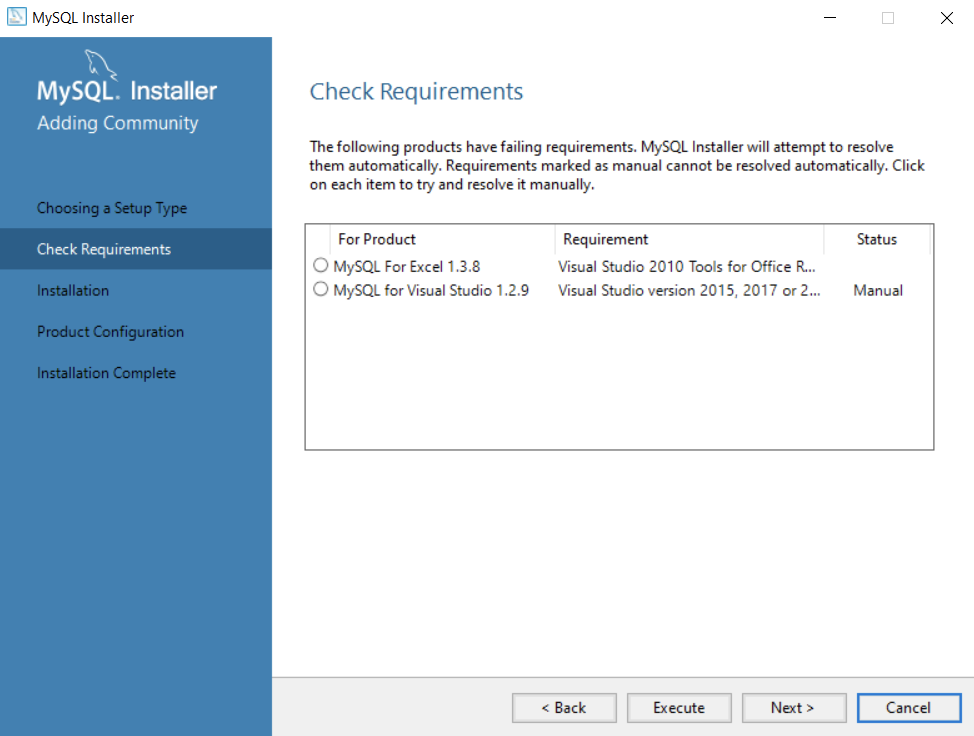 MySQL Installer
MySQL. Installer
Adding Community
Choosing a Setup Type
Check Requirements
Installation
Product Configuration
Installation Complete
Check Requirements
The following products have failing requirements. MySQL Installer will attempt to resolve
them automatically. Requirements marked as manual cannot be resolved automatically. Click
on each item to try and resolve it manually.
For Product Requirement Status
MySQL For Excel 1.3.8 Visual Studio 2010 Tools for Office R...
MySQL for Visual Studio 1.2.9 Visual Studio version 2015, 2017 or 2... Manual
< Back Execute Next > Cancel